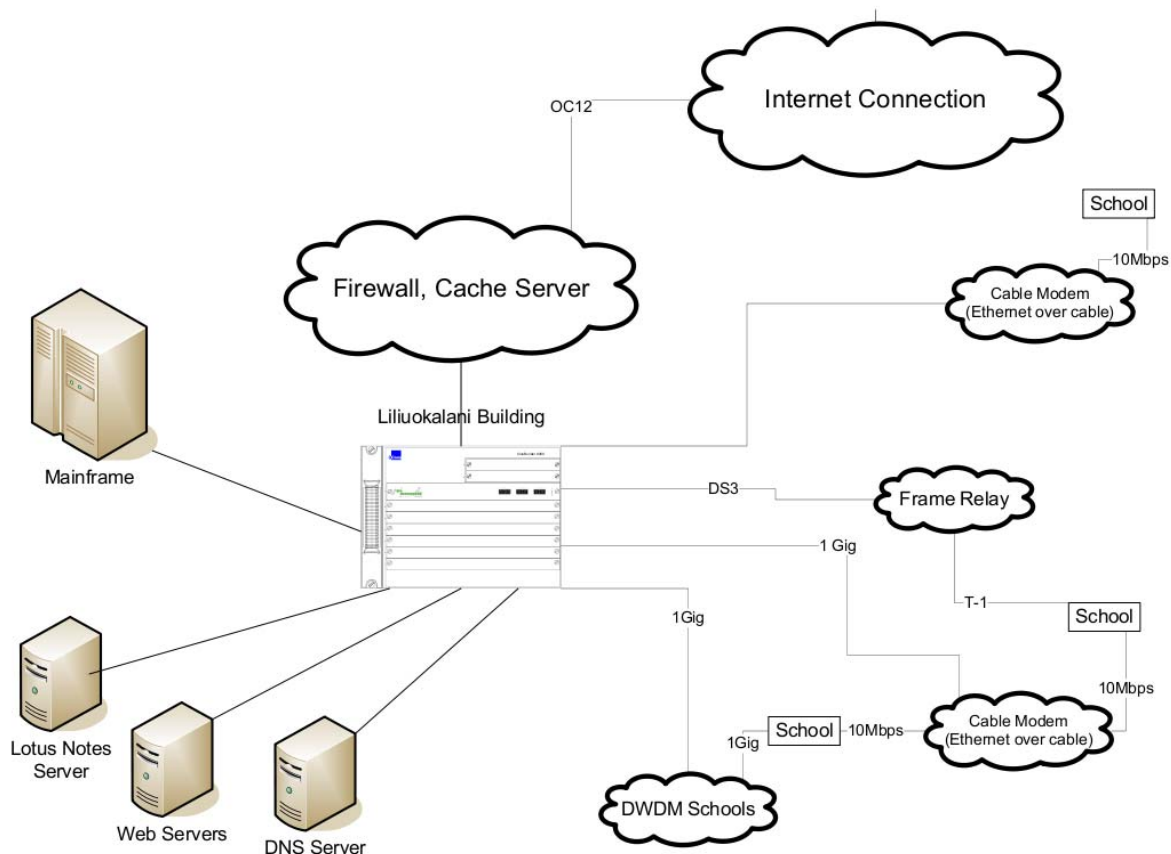 Internet Connection
OC12
School
10Mbps
Firewall, Cache Server
Cable Modem
(Ethernet over cable)
Liliuokalani Building
Mainframe
DS3
Frame Relay
1 Gig
T-1
School
1Gig
10Mbps
School
10Mbps
Cable Modem
(Ethernet over cable)
1Gig
Lotus Notes
Server
DWDM Schools
Web Servers
DNS Server